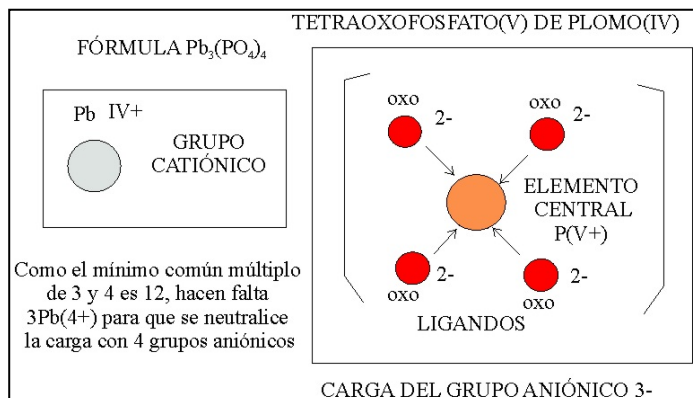 TETRAOXOFOSFATO(V) DE PLOMO(IV)
FÓRMULA Pb₃(PO₄)₄
Pb IV+
GRUPO
CATIÓNICO
Como el mínimo común múltiplo
de 3 y 4 es 12, hacen falta
3Pb(4+) para que se neutralice
la carga con 4 grupos aniónicos
oxo 2-
oxo 2-
ELEMENTO
CENTRAL
P(V+)
2- oxo
2- oxo
LIGANDOS
CARGA DEL GRUPO ANIÓNICO 3-